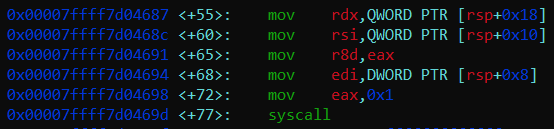 0x00007ffff7d04687 <+55>: mov rdx,QWORD PTR [rsp+0x18]
0x00007ffff7d0468c <+60>: mov rsi,QWORD PTR [rsp+0x10]
0x00007ffff7d04691 <+65>: mov r8d,eax
0x00007ffff7d04694 <+68>: mov edi,DWORD PTR [rsp+0x8]
0x00007ffff7d04698 <+72>: mov eax,0x1
0x00007ffff7d0469d <+77>: syscall